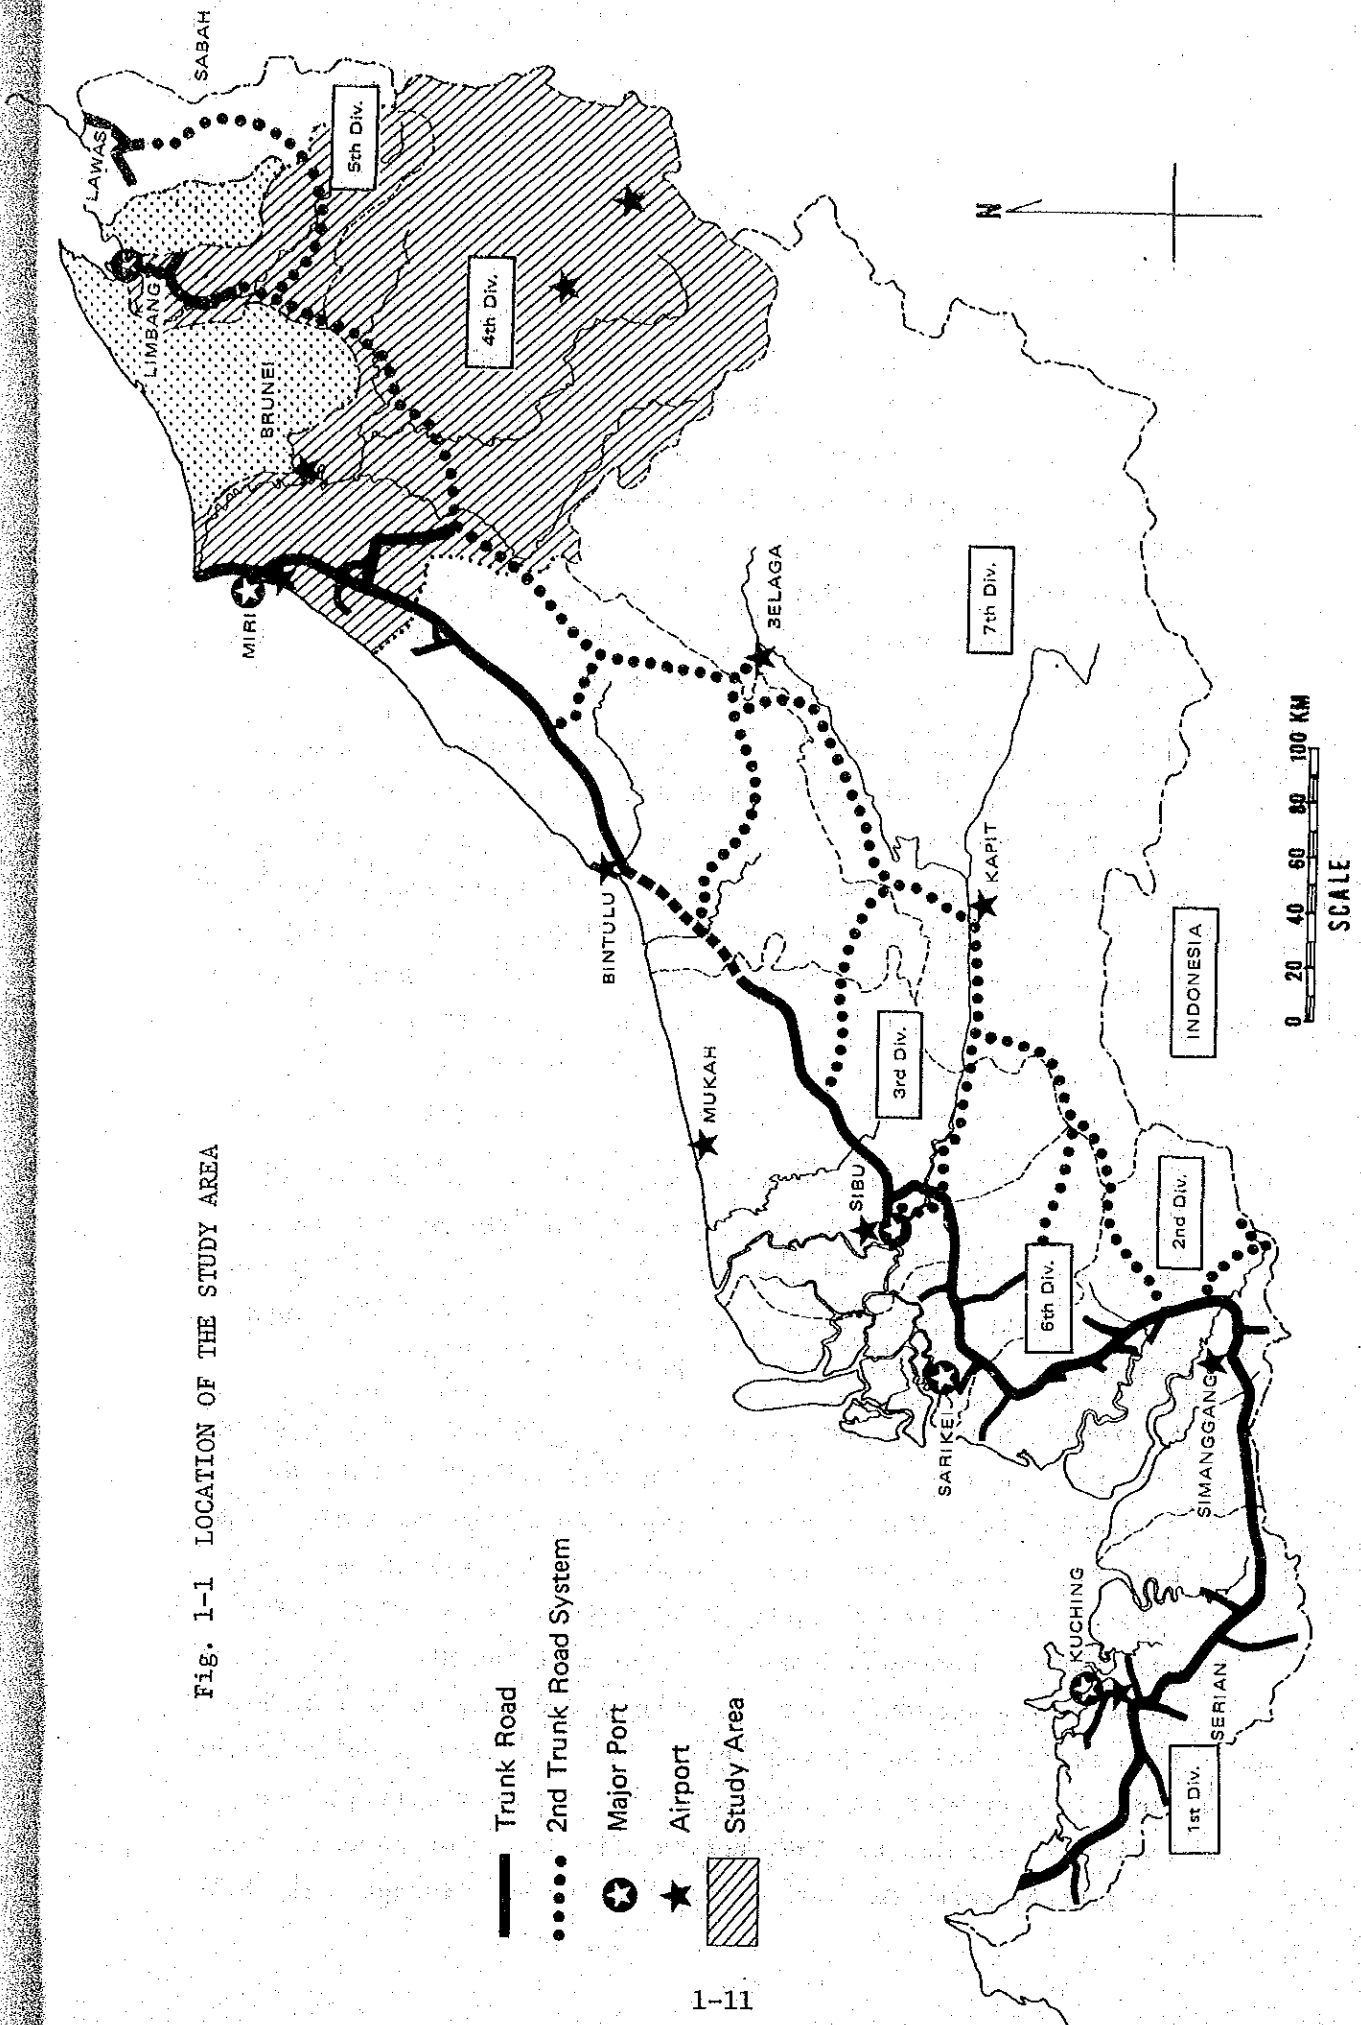 Fig. 1-1 LOCATION OF THE STUDY AREA
SABAH
LAWAS
5th Div.
LIMBANG
BRUNEI
4th Div.
N
MIRI
BELAGA
7th Div.
BINTULU
KAPIT
MUKAH
3rd Div.
INDONESIA
SIBU
2nd Div.
6th Div.
SARIKEI
SIMANGGANG
KUCHING
SERIAN
1st Div.
0 20 40 60 80 100 KM
SCALE
Trunk Road
2nd Trunk Road System
Major Port
Airport
Study Area
1-11